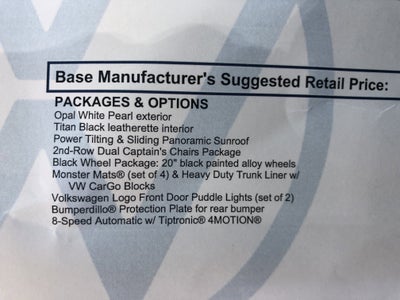 Base Manufacturer's Suggested Retail Price:
PACKAGES & OPTIONS
Opal White Pearl exterior
Titan Black leatherette interior
Power Tilting & Sliding Panoramic Sunroof
2nd-Row Dual Captain's Chairs Package
Black Wheel Package: 20" black painted alloy wheels
Monster Mats® (set of 4) & Heavy Duty Trunk Liner w/
VW CarGo Blocks
Volkswagen Logo Front Door Puddle Lights (set of 2)
Bumperdillo® Protection Plate for rear bumper
8-Speed Automatic w/ Tiptronic® 4MOTION®